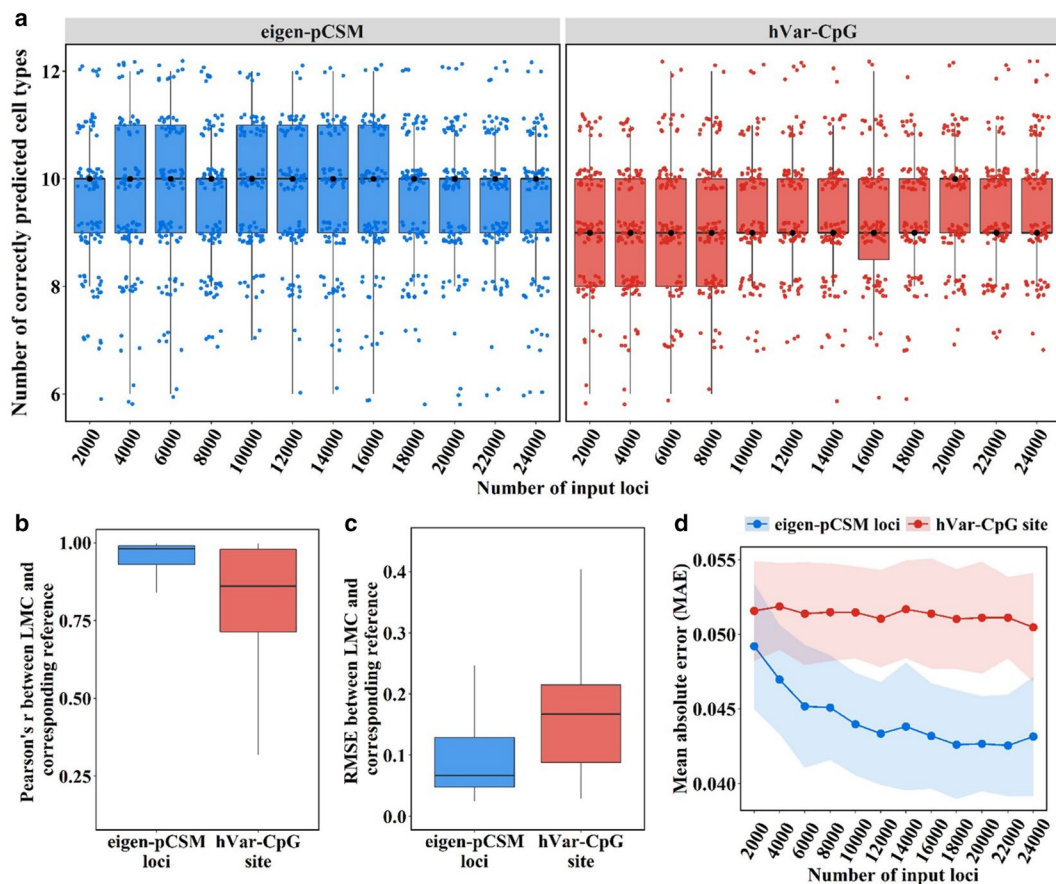 a
eigen-pCSM
hVar-CpG
Number of correctly predicted cell types
12
10
8
6
2000
4000
6000
8000
10000
12000
14000
16000
18000
20000
22000
24000
2000
4000
6000
8000
10000
12000
14000
16000
18000
20000
22000
24000
Number of input loci
b
Pearson's r between LMC and
corresponding reference
1.00
0.75
0.50
0.25
eigen-pCSM
loci
hVar-CpG
site
c
RMSE between LMC and
corresponding reference
0.4
0.3
0.2
0.1
0.0
eigen-pCSM
loci
hVar-CpG
site
d
eigen-pCSM loci
hVar-CpG site
Mean absolute error (MAE)
0.055
0.050
0.045
0.040
2000
4000
6000
8000
10000
12000
14000
16000
18000
20000
22000
24000
Number of input loci